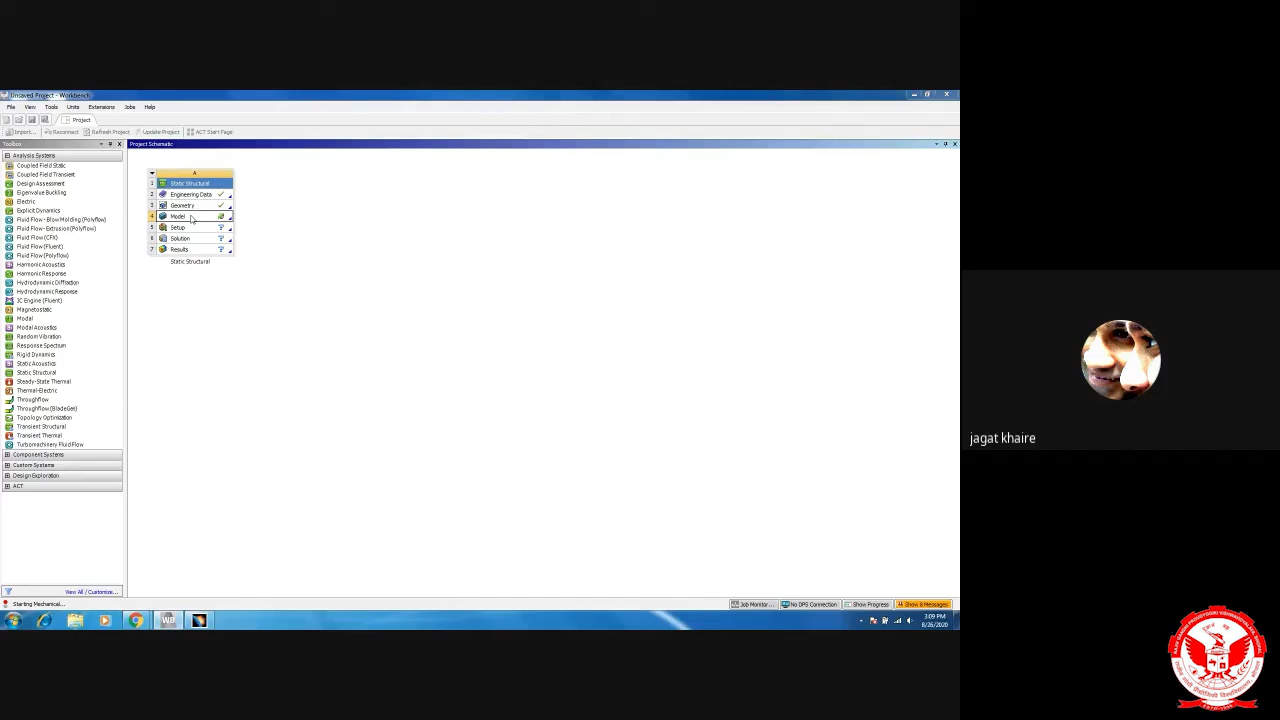 Unsaved Project - Workbench
File View Tools Units Extensions Jobs Help
Project
Import... Reconnect Refresh Project Update Project ACT Start Page
Toolbox
Project Schematic
Analysis Systems
Coupled Field Static
Coupled Field Transient
Design Assessment
Eigenvalue Buckling
Electric
Explicit Dynamics
Fluid Flow - Blow Molding (Polyflow)
Fluid Flow - Extrusion (Polyflow)
Fluid Flow (CFX)
Fluid Flow (Fluent)
Fluid Flow (Polyflow)
Harmonic Acoustics
Harmonic Response
Hydrodynamic Diffraction
Hydrodynamic Response
IC Engine (Fluent)
Magnetostatic
Modal
Modal Acoustics
Random Vibration
Response Spectrum
Rigid Dynamics
Static Acoustics
Static Structural
Steady-State Thermal
Thermal-Electric
Throughflow
Throughflow (BladeGen)
Topology Optimization
Transient Structural
Transient Thermal
Turbomachinery Fluid Flow
Component Systems
Custom Systems
Design Exploration
ACT
View All / Customize...
A
1 Static Structural
2 Engineering Data
3 Geometry
4 Model
5 Setup
6 Solution
7 Results
Static Structural
Starting Mechanical...
Job Monitor... No DPS Connection Show Progress Show 8 Messages
WB
3:09 PM
8/26/2020
jagat khaire